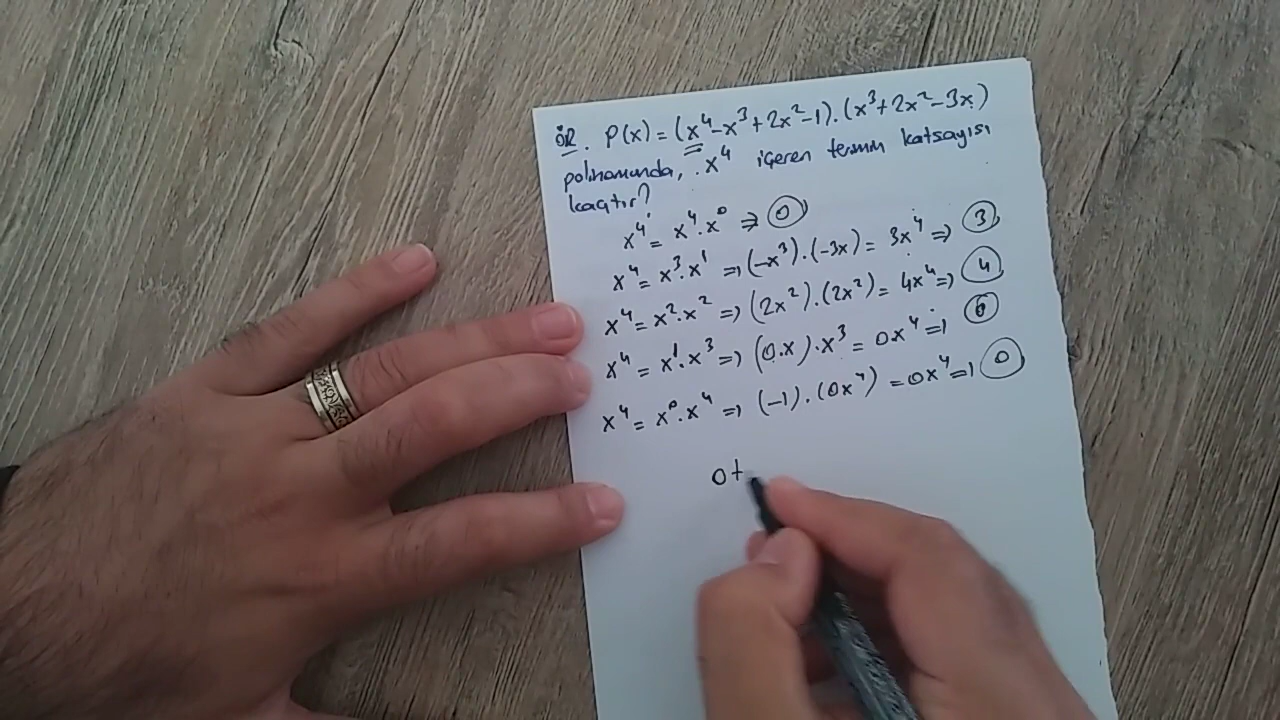 ÖR. P(x) = (x⁴-x³+2x²-1).(x³+2x²-3x)
polinomunda, x⁴ içeren terimin katsayısı
kaçtır?
x⁴ = x⁴.x⁰ => 0
x⁴ = x³.x¹ => (-x³).(-3x) = 3x⁴ => 3
x⁴ = x².x² => (2x²).(2x²) = 4x⁴ => 4
x⁴ = x¹.x³ => (0.x).x³ = 0x⁴ => 0
x⁴ = x⁰.x⁴ => (-1).(0x⁴) = 0x⁴ => 0
0+